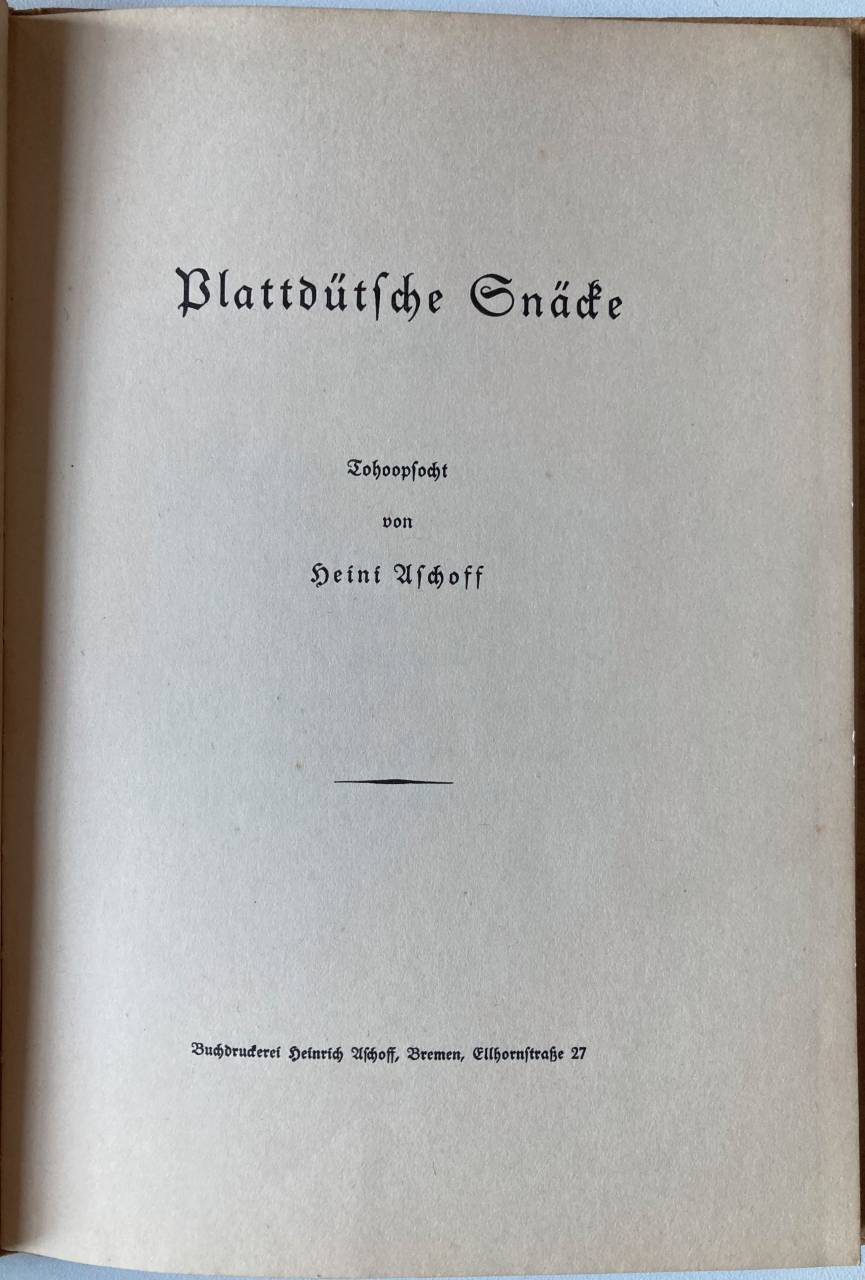 Plattdütsche Snäcke
Tohoopsocht
von
Heini Aschoff
Buchdruckerei Heinrich Aschoff, Bremen, Ellhornstraße 27